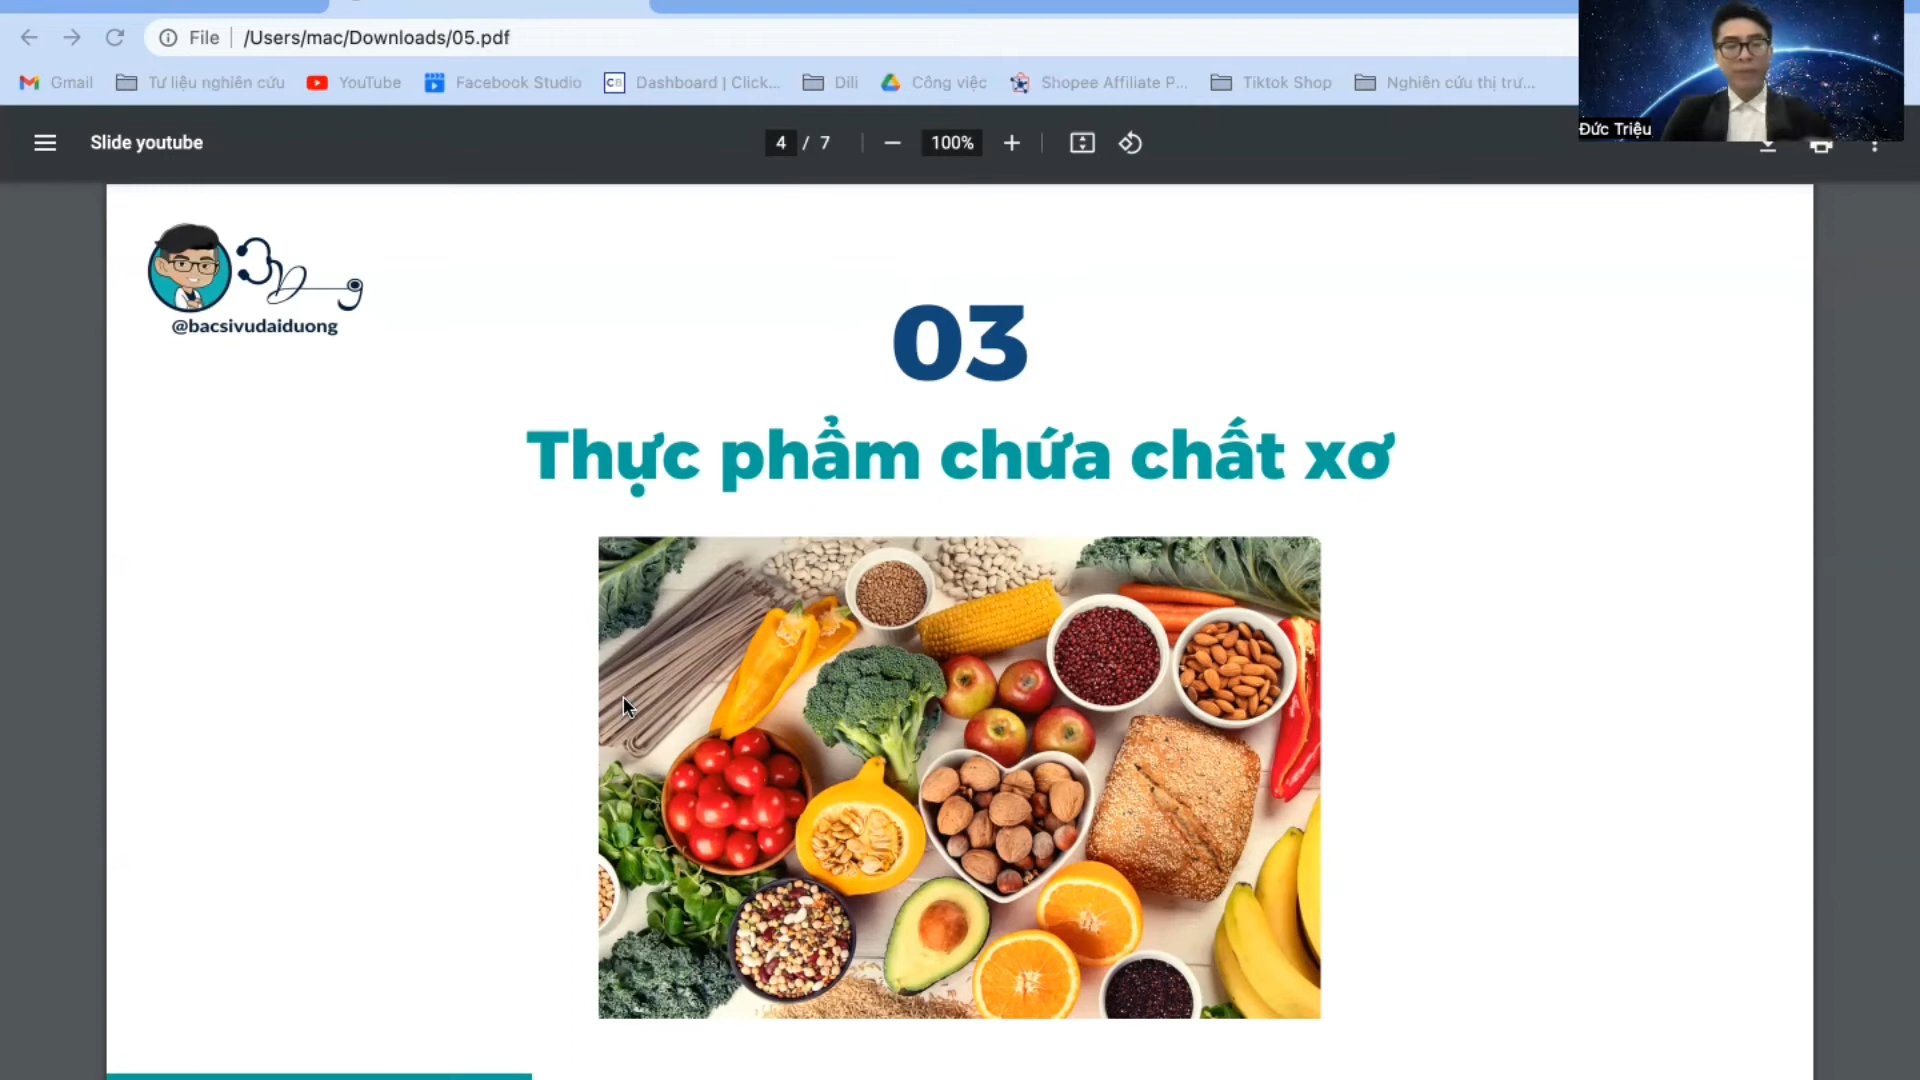 File
/Users/mac/Downloads/05.pdf
Gmail
Tư liệu nghiên cứu
YouTube
Facebook Studio
CB
Dashboard | Click...
Dili
Công việc
Shopee Affiliate P...
Tiktok Shop
Nghiên cứu thị trư...
Đức Triệu
Slide youtube
4 / 7
100%
@bacsivudaiduong
03
Thực phẩm chứa chất xơ